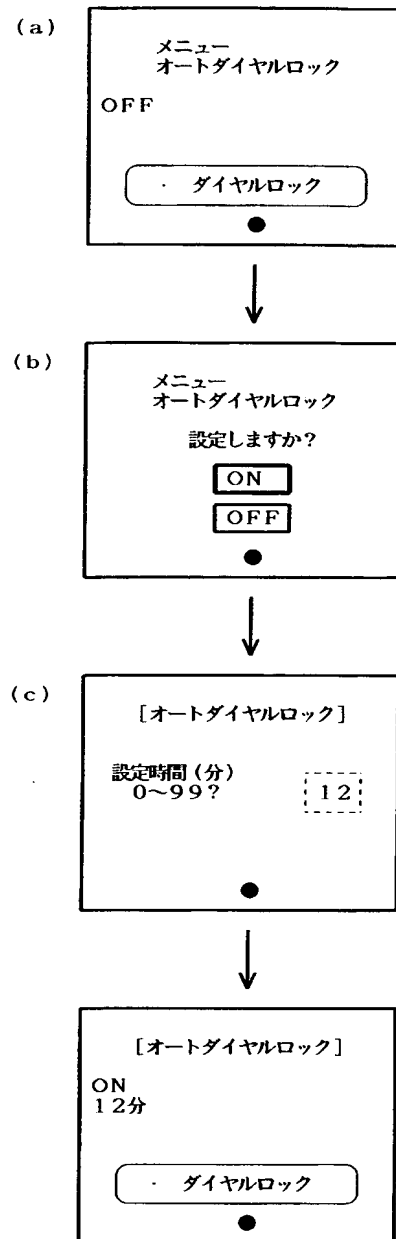 (a)
メニュー
オートダイヤルロック
OFF
・ ダイヤルロック
(b)
メニュー
オートダイヤルロック
設定しますか?
ON
OFF
(c)
[オートダイヤルロック]
設定時間(分)
0～99?
12
[オートダイヤルロック]
ON
12分
・ ダイヤルロック